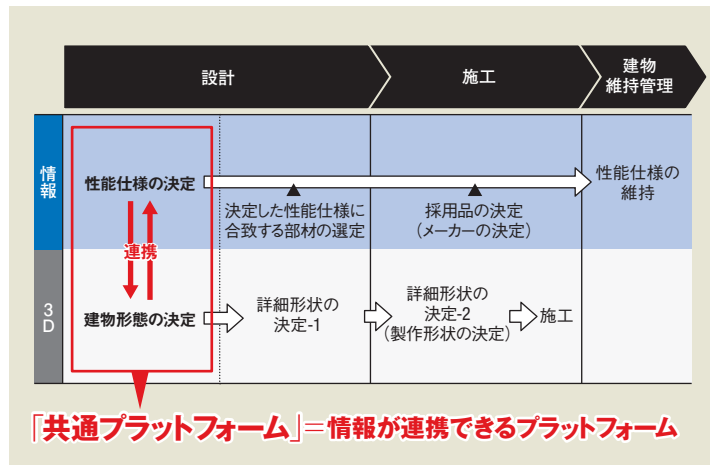 設計
施工
建物
維持管理
情報
性能仕様の決定
決定した性能仕様に
合致する部材の選定
採用品の決定
(メーカーの決定)
性能仕様の
維持
連携
3D
建物形態の決定
詳細形状の
決定-1
詳細形状の
決定-2
(製作形状の決定)
施工
「共通プラットフォーム」=情報が連携できるプラットフォーム